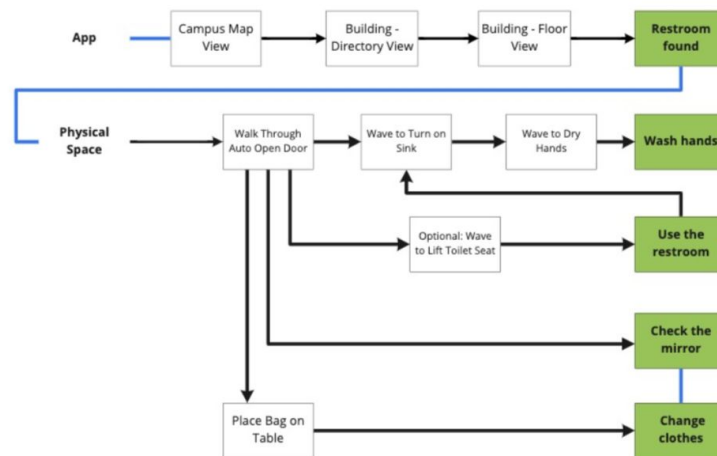 App
Campus Map
View
Building -
Directory View
Building - Floor
View
Restroom
found
Physical
Space
Walk Through
Auto Open Door
Wave to Turn on
Sink
Wave to Dry
Hands
Wash hands
Optional: Wave
to Lift Toilet Seat
Use the
restroom
Check the
mirror
Place Bag on
Table
Change
clothes